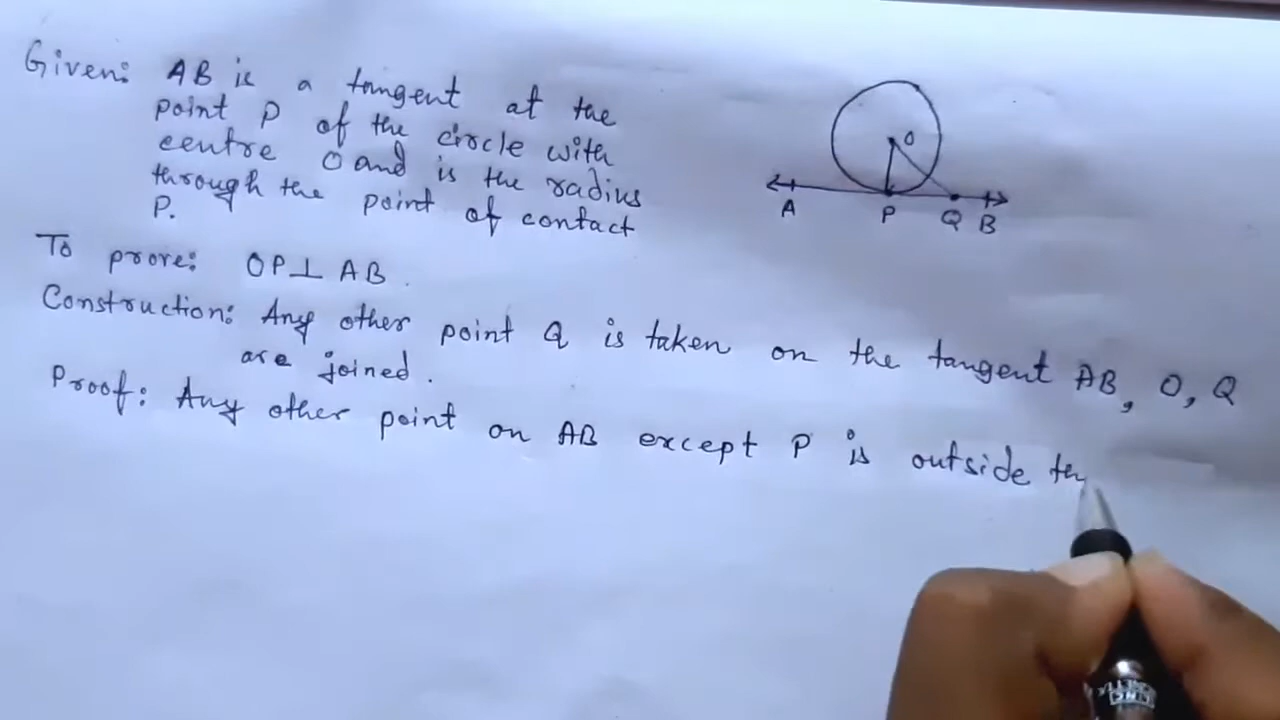 Given: AB is a tangent at the
point P of the circle with
centre O and is the radius
through the point of contact
P.
O
A P Q B
To prove: OP⊥AB.
Construction: Any other point Q is taken on the tangent AB, O, Q
are joined.
Proof: Any other point on AB except P is outside th